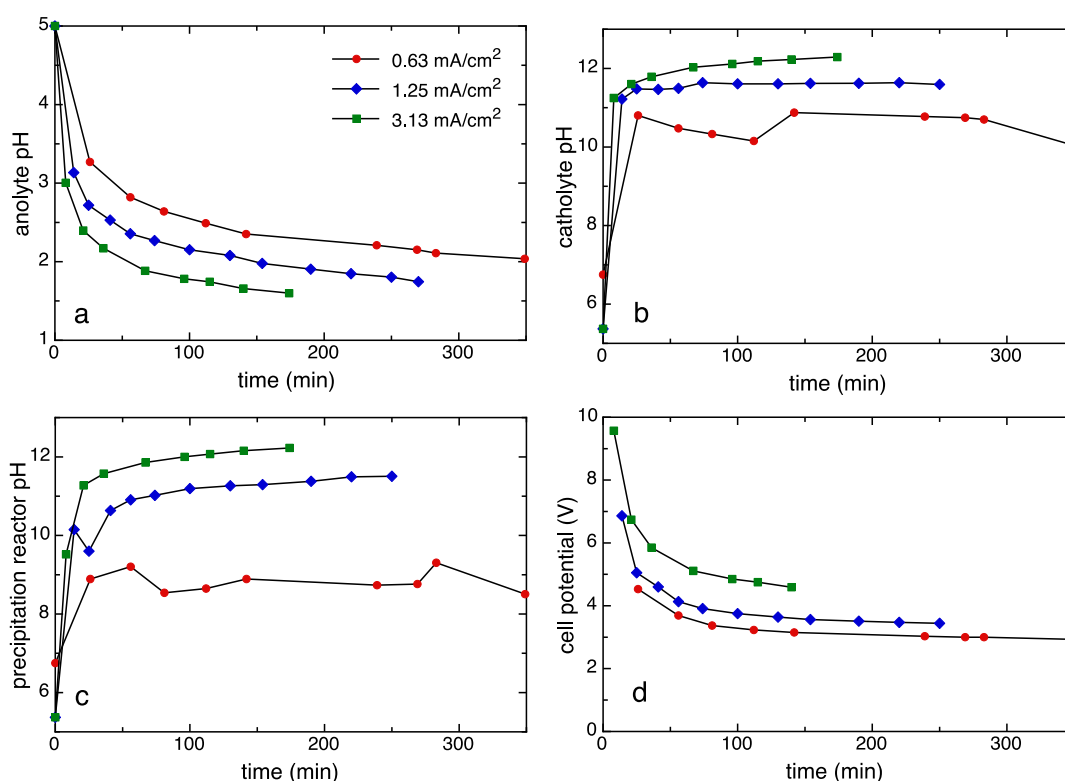 5
4
3
2
1
anolyte pH
0.63 mA/cm²
1.25 mA/cm²
3.13 mA/cm²
a
0 100 200 300
time (min)
12
10
8
6
catholyte pH
b
0 100 200 300
time (min)
12
10
8
6
precipitation reactor pH
c
0 100 200 300
time (min)
10
8
6
4
2
0
cell potential (V)
d
0 100 200 300
time (min)